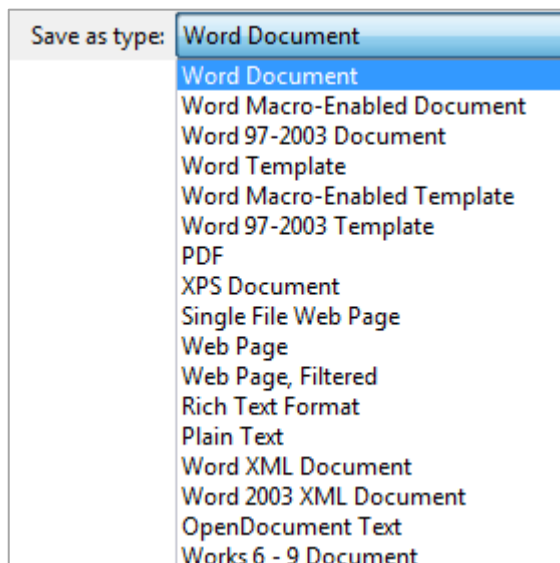 Save as type: Word Document
Word Document
Word Macro-Enabled Document
Word 97-2003 Document
Word Template
Word Macro-Enabled Template
Word 97-2003 Template
PDF
XPS Document
Single File Web Page
Web Page
Web Page, Filtered
Rich Text Format
Plain Text
Word XML Document
Word 2003 XML Document
OpenDocument Text
Works 6 - 9 Document